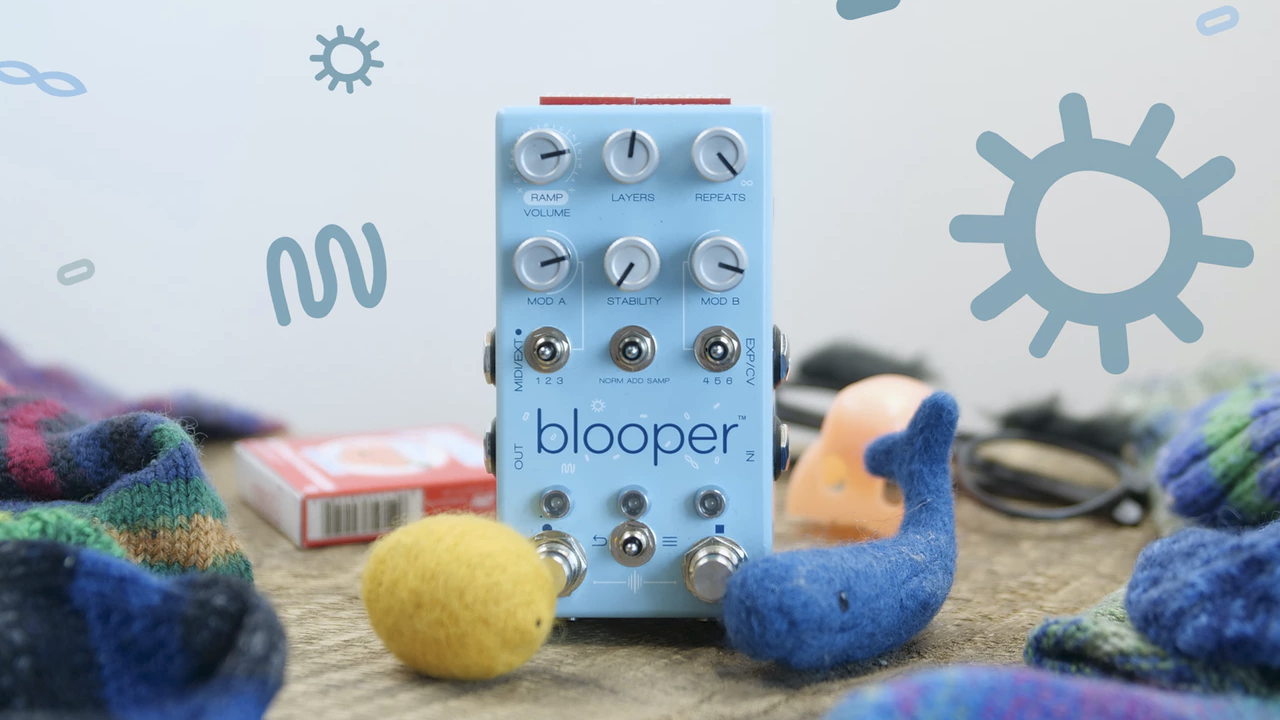 RAMP
VOLUME
LAYERS
REPEATS
∞
MOD A
STABILITY
MOD B
MIDI/EXT
EXP/CV
1 2 3
NORM ADD SAMP
4 5 6
OUT
blooper™
IN